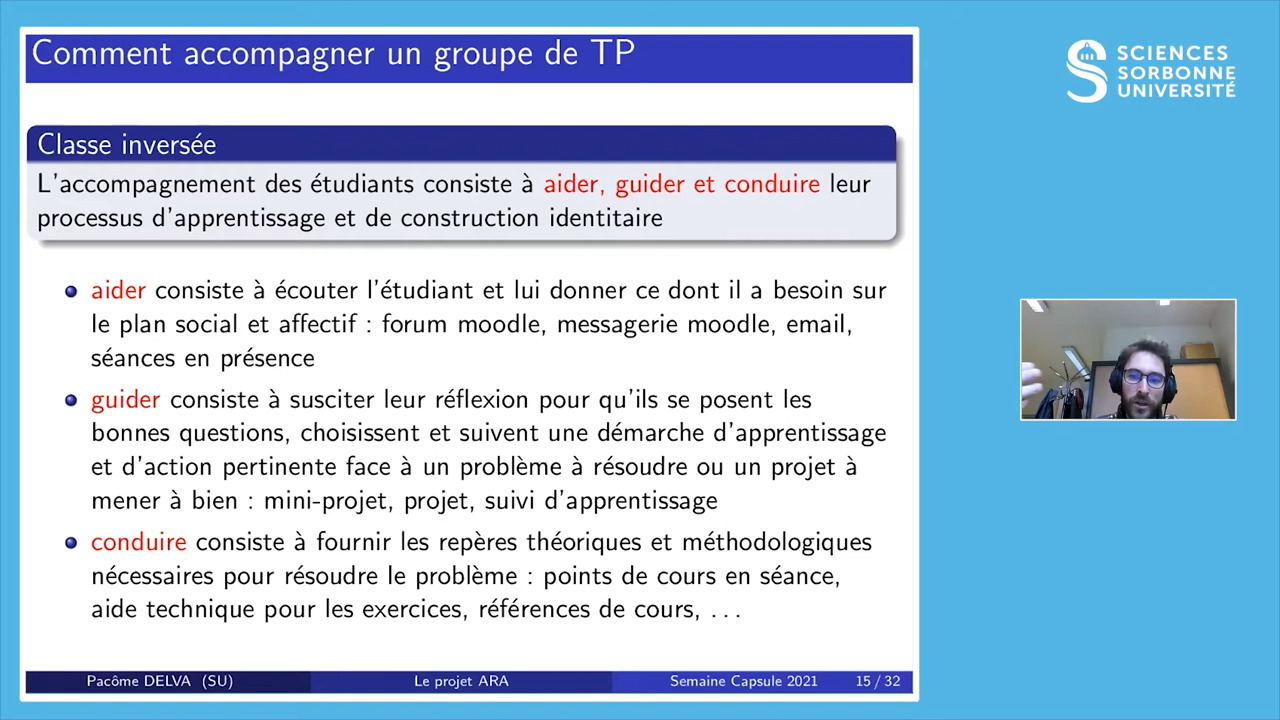 Comment accompagner un groupe de TP
SCIENCES
SORBONNE
UNIVERSITÉ
Classe inversée
L'accompagnement des étudiants consiste à aider, guider et conduire leur
processus d'apprentissage et de construction identitaire
aider consiste à écouter l'étudiant et lui donner ce dont il a besoin sur
le plan social et affectif : forum moodle, messagerie moodle, email,
séances en présence
guider consiste à susciter leur réflexion pour qu'ils se posent les
bonnes questions, choisissent et suivent une démarche d'apprentissage
et d'action pertinente face à un problème à résoudre ou un projet à
mener à bien : mini-projet, projet, suivi d'apprentissage
conduire consiste à fournir les repères théoriques et méthodologiques
nécessaires pour résoudre le problème : points de cours en séance,
aide technique pour les exercices, références de cours, ...
Pacôme DELVA (SU) Le projet ARA Semaine Capsule 2021 15 / 32